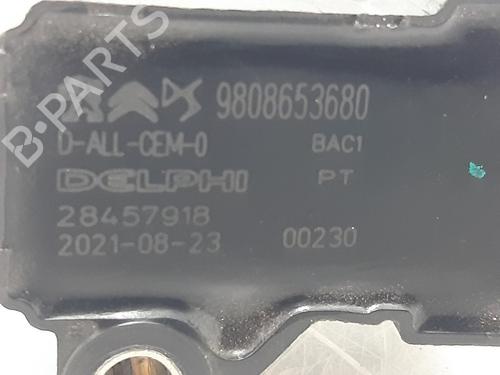 9808653680
D-ALL-CEM-0 BAC1
DELPHI PT
28457918
2021-08-23 00230
B-PARTS